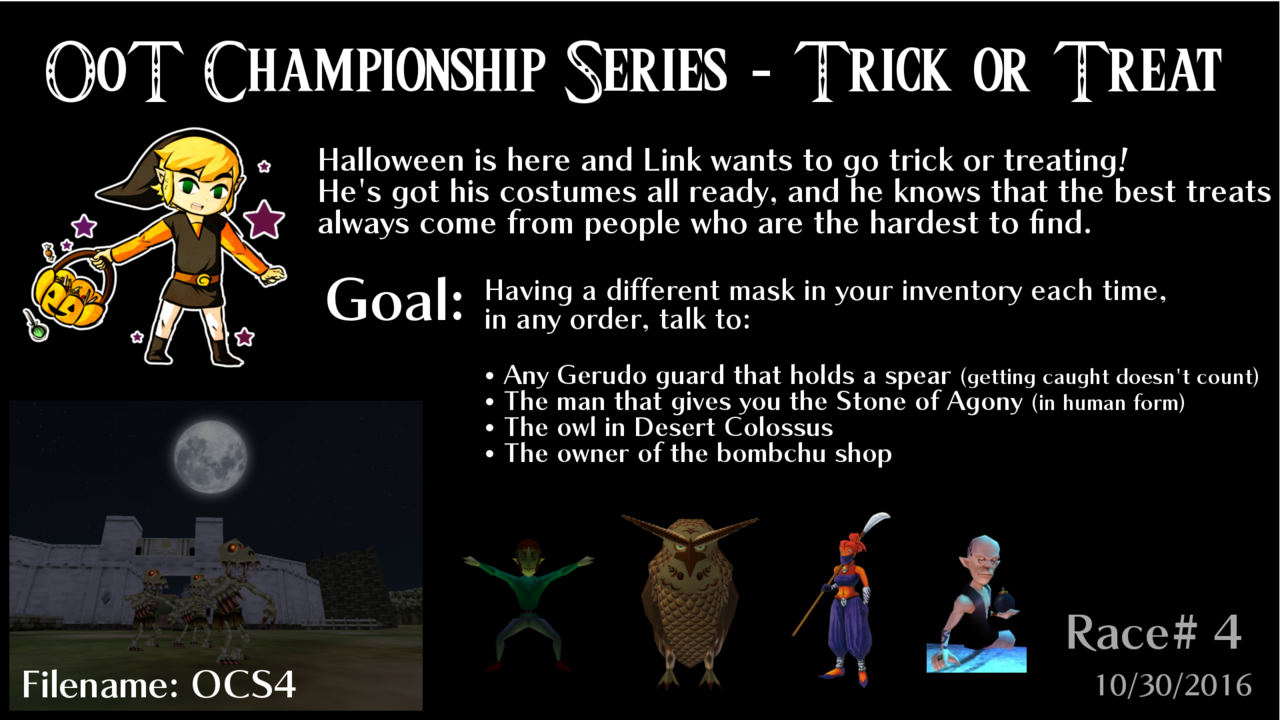 OoT Championship Series - Trick or Treat
Halloween is here and Link wants to go trick or treating!
He's got his costumes all ready, and he knows that the best treats
always come from people who are the hardest to find.
Goal: Having a different mask in your inventory each time,
in any order, talk to:
• Any Gerudo guard that holds a spear (getting caught doesn't count)
• The man that gives you the Stone of Agony (in human form)
• The owl in Desert Colossus
• The owner of the bombchu shop
Race# 4
Filename: OCS4
10/30/2016